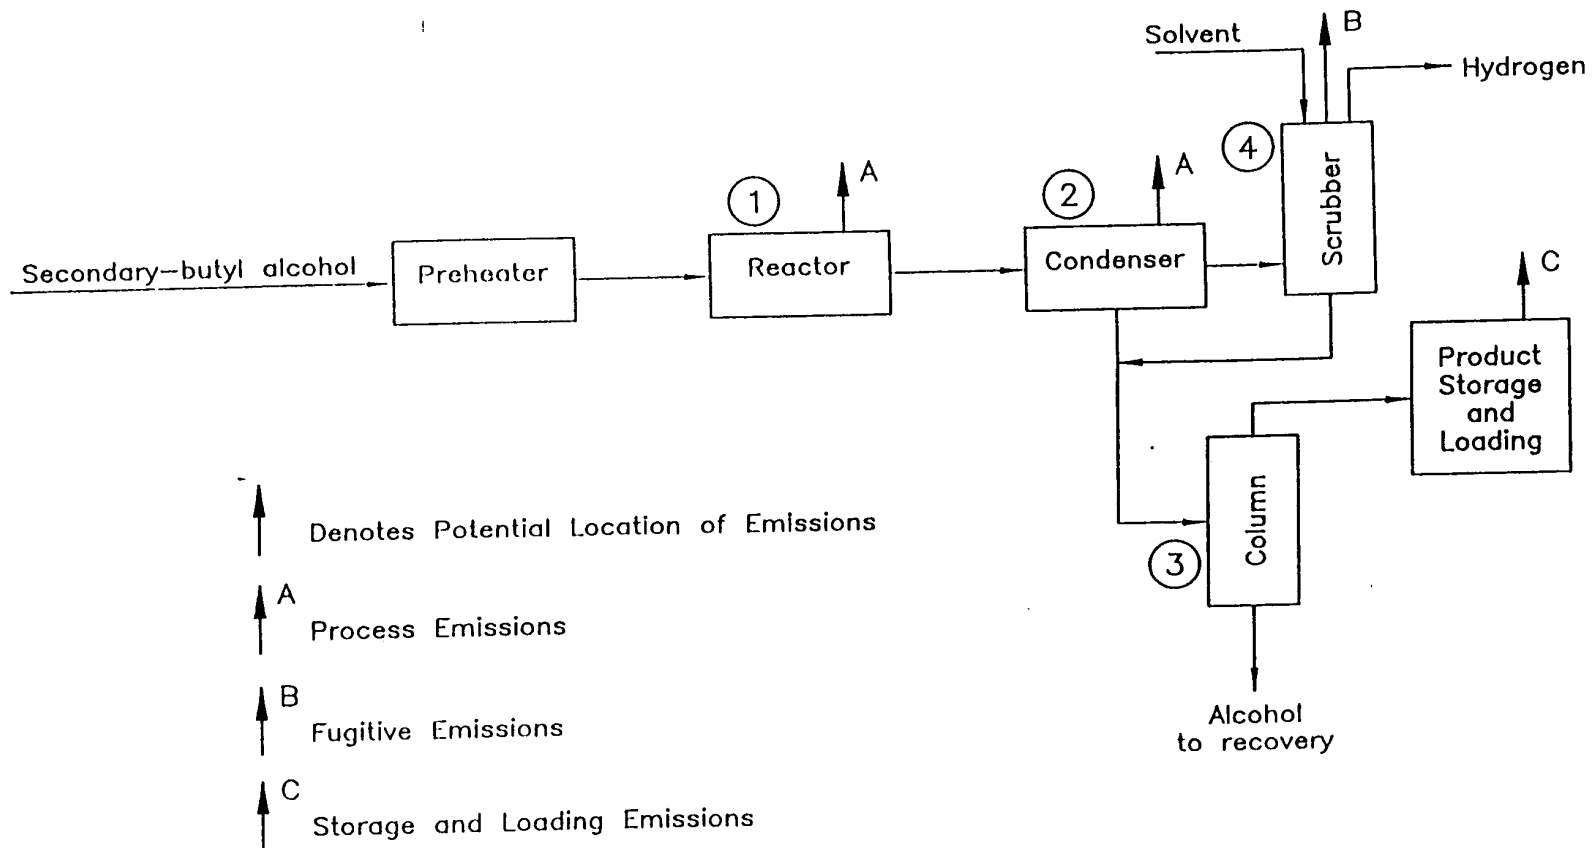 Solvent
B
Hydrogen
4
Scrubber
A
1
Reactor
A
2
Condenser
Secondary-butyl alcohol
Preheater
C
Product
Storage
and
Loading
Column
3
Alcohol
to recovery
Denotes Potential Location of Emissions
A
Process Emissions
B
Fugitive Emissions
C
Storage and Loading Emissions